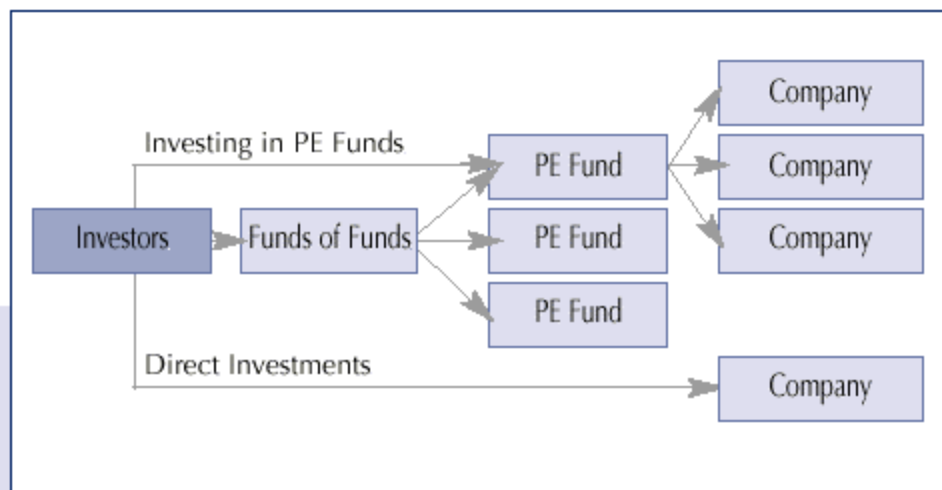 Company
Investing in PE Funds
PE Fund
Company
Investors
Funds of Funds
PE Fund
Company
PE Fund
Direct Investments
Company